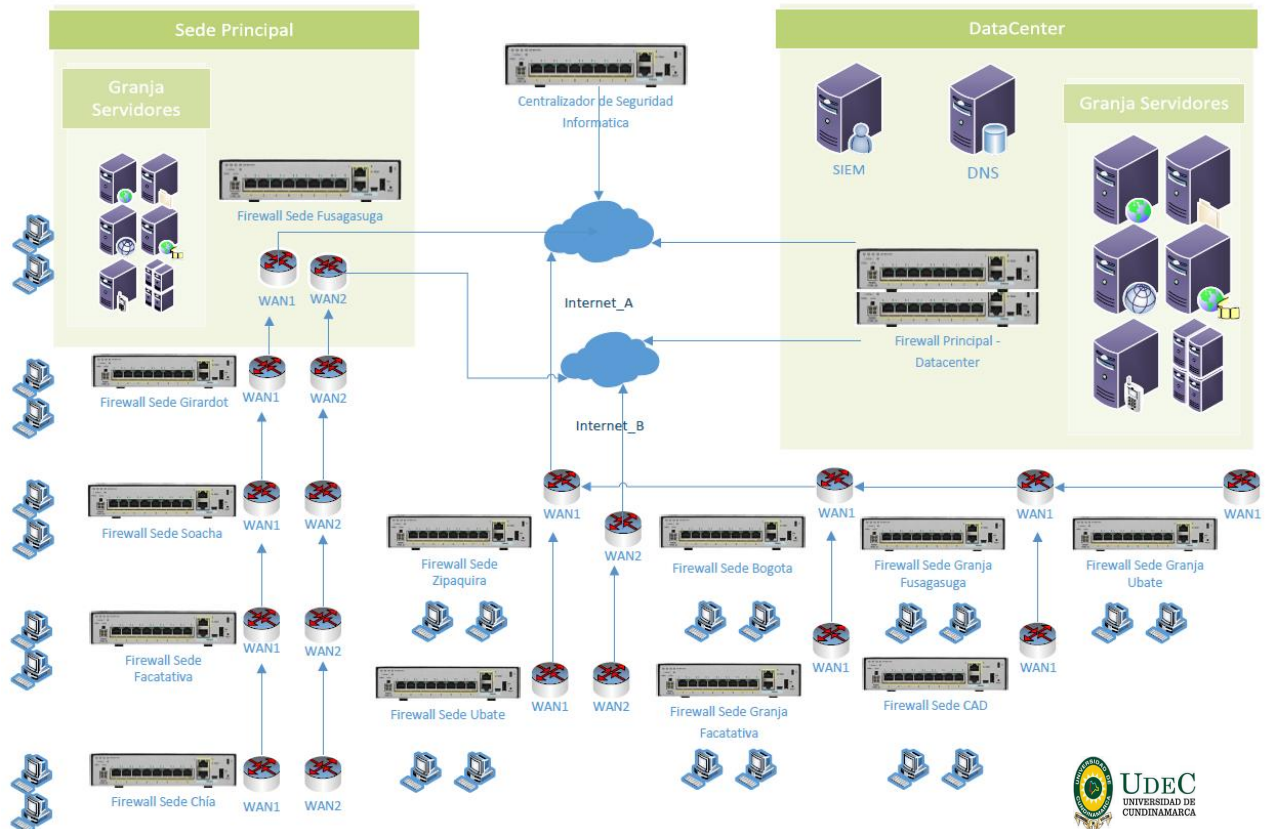 Sede Principal
DataCenter
Granja
Servidores
Centralizador de Seguridad
Informatica
SIEM
DNS
Granja Servidores
Firewall Sede Fusagasuga
WAN1
WAN2
Internet_A
Firewall Principal -
Datacenter
Firewall Sede Girardot
WAN1
WAN2
Internet_B
Firewall Sede Soacha
WAN1
WAN2
WAN1
WAN2
WAN1
WAN1
WAN1
Firewall Sede
Zipaquira
Firewall Sede Bogota
Firewall Sede Granja
Fusagasuga
Firewall Sede Granja
Ubate
Firewall Sede
Facatativa
WAN1
WAN2
Firewall Sede Ubate
WAN1
WAN2
Firewall Sede Granja
Facatativa
WAN1
Firewall Sede CAD
WAN1
Firewall Sede Chía
WAN1
WAN2
UNIVERSIDAD DE
CUNDINAMARCA
UDEC
UNIVERSIDAD DE
CUNDINAMARCA